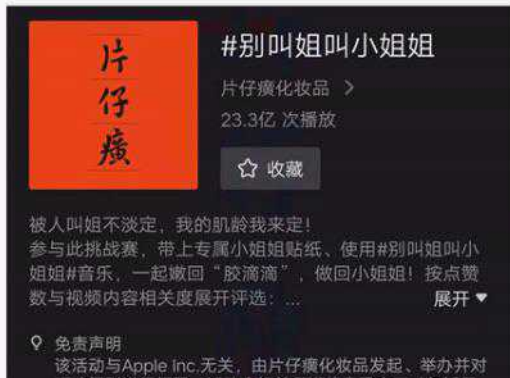 片
仔
癀
#别叫姐叫小姐姐
片仔癀化妆品 >
23.3亿 次播放
收藏
被人叫姐不淡定，我的肌龄我来定！
参与此挑战赛，带上专属小姐姐贴纸、使用#别叫姐叫小
姐姐#音乐，一起嫩回“胶滴滴”，做回小姐姐！按点赞
数与视频内容相关度展开评选：... 展开
免责声明
该活动与Apple Inc.无关，由片仔癀化妆品发起、举办并对